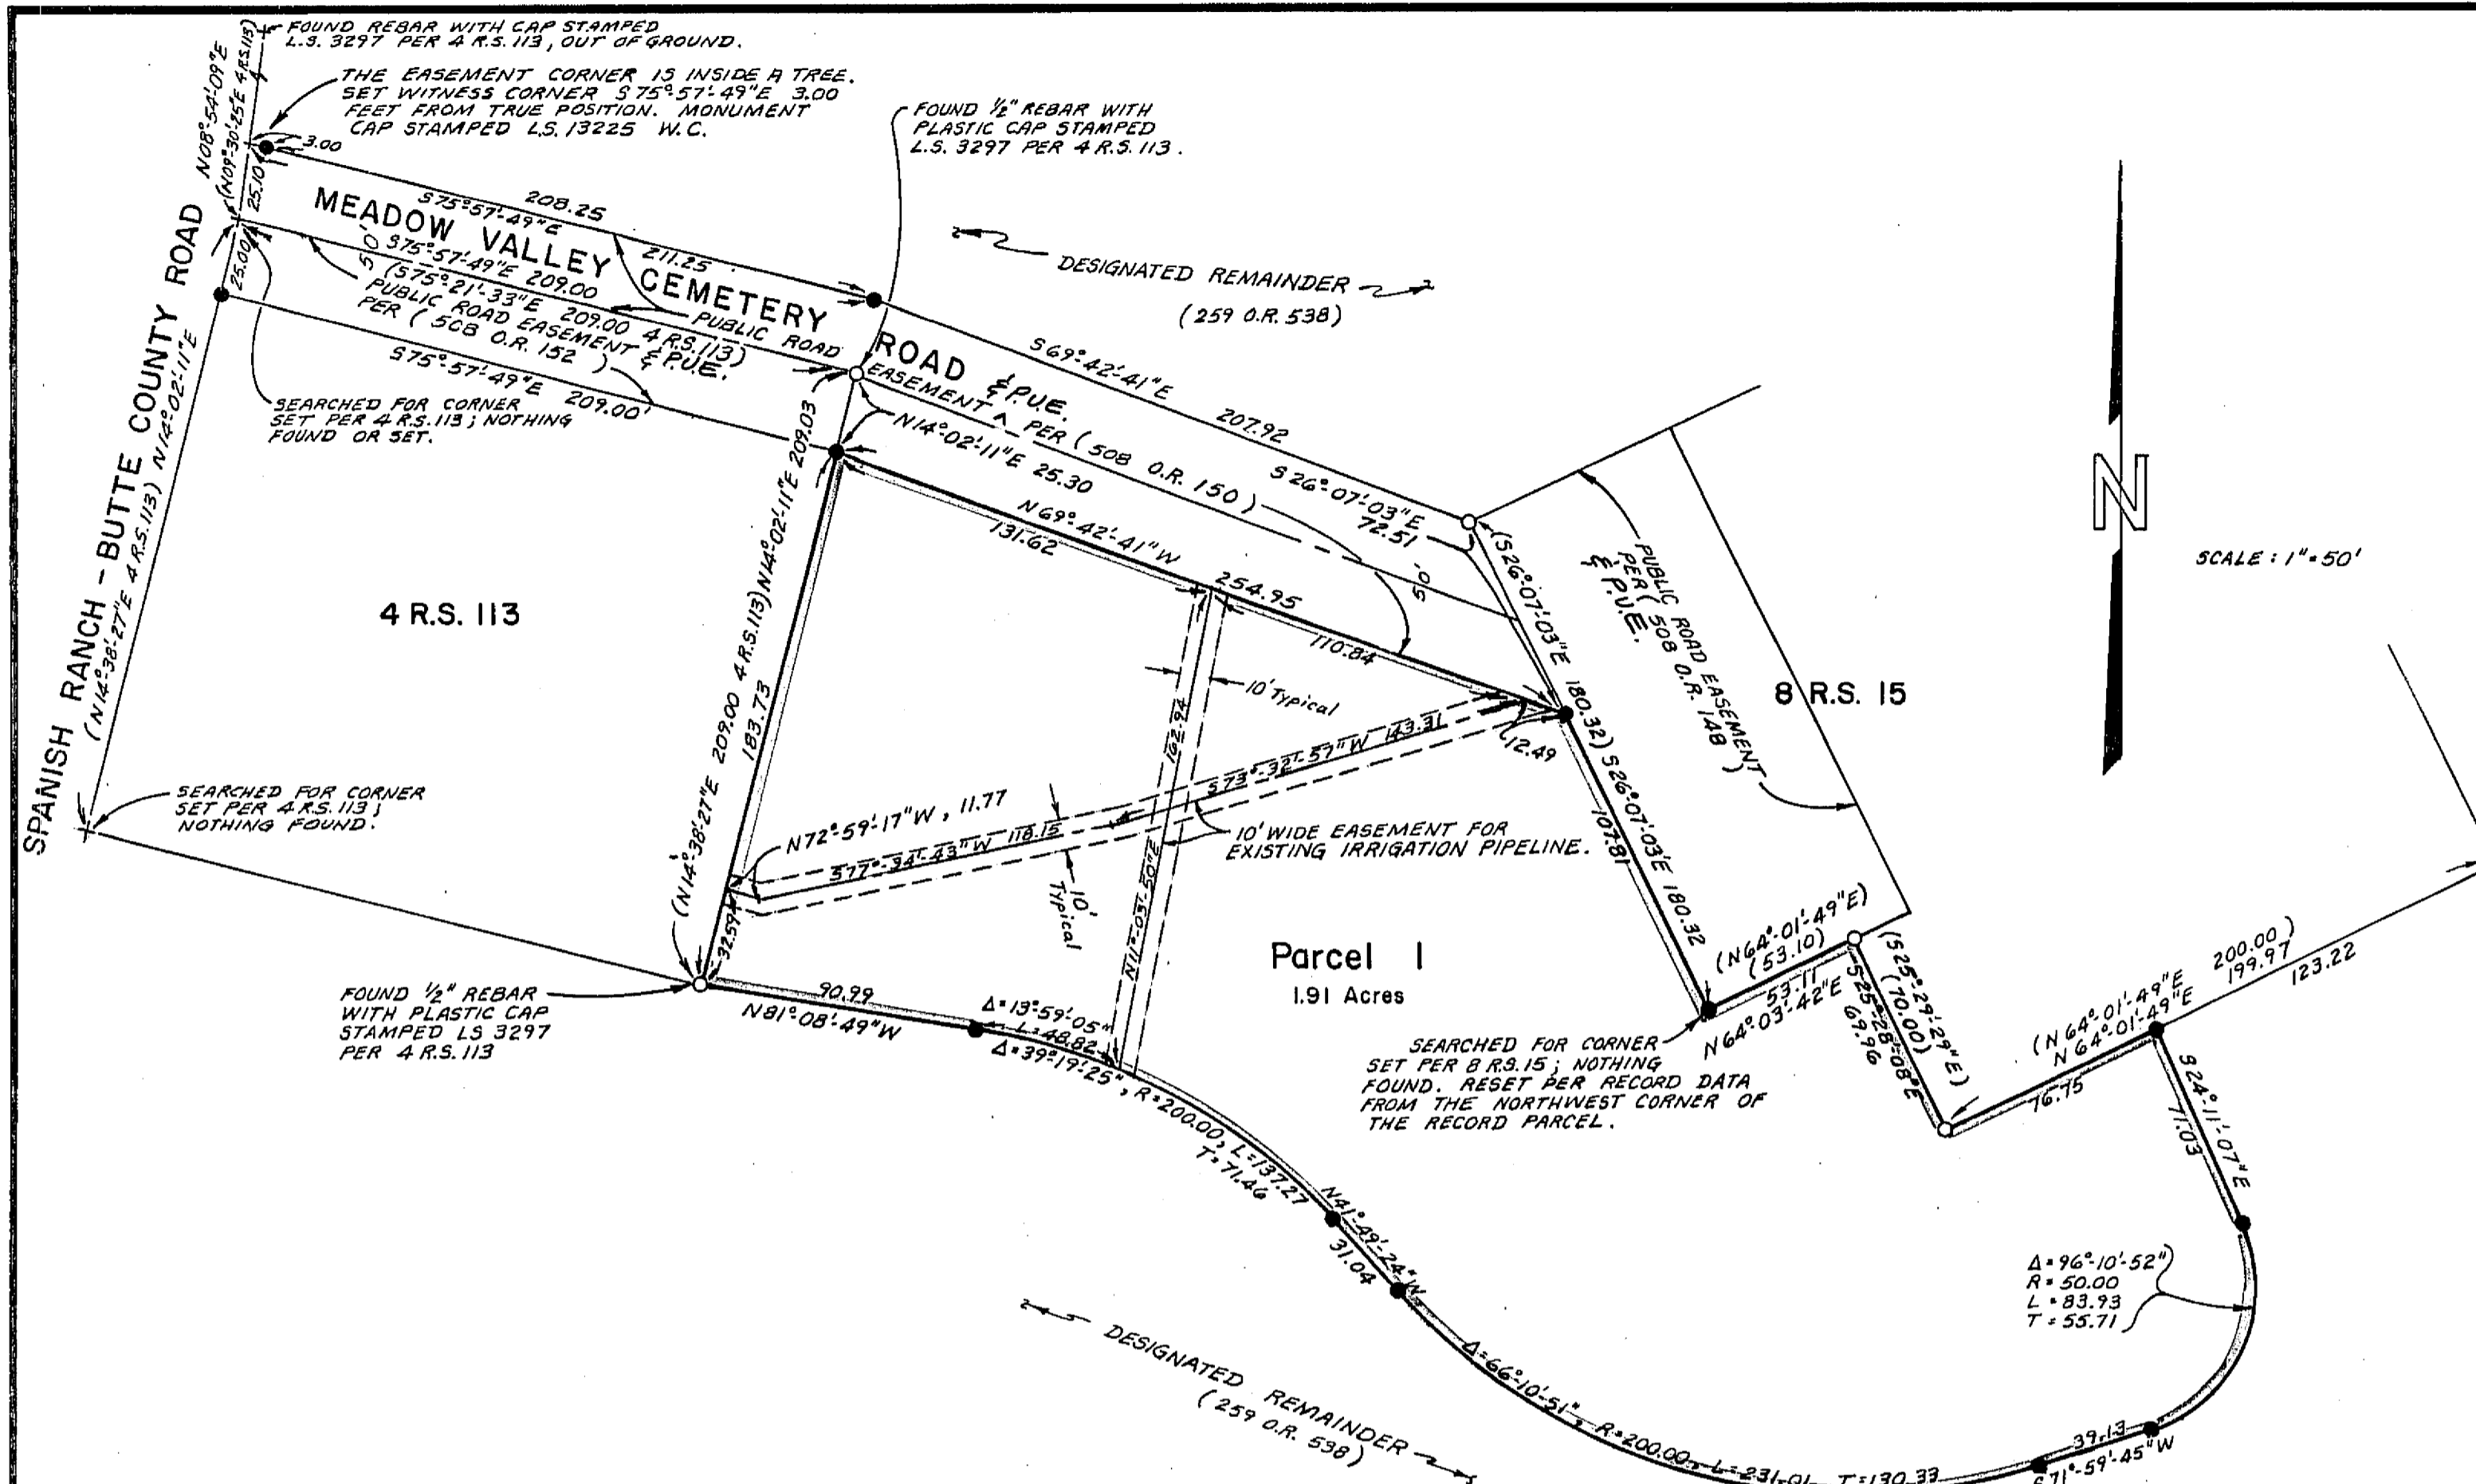 FOUND REBAR WITH CAP STAMPED
L.S. 3297 PER 4 R.S. 113, OUT OF GROUND.
THE EASEMENT CORNER IS INSIDE A TREE.
SET WITNESS CORNER S75°-57'-49"E 3.00
FEET FROM TRUE POSITION. MONUMENT
CAP STAMPED L.S. 13225 W.C.
FOUND 1/2" REBAR WITH
PLASTIC CAP STAMPED
L.S. 3297 PER 4 R.S. 113.
N08°-54'-09"E
(N09°-30'-25"E 4 R.S. 113)
3.00
25.10
25.00
208.25
S75°-57'-49"E
211.25
MEADOW VALLEY CEMETERY ROAD & P.U.E.
S75°-57'-49"E 209.00
(S75°-21'-33"E 209.00 4 R.S. 113)
50'
PUBLIC ROAD EASEMENT & P.U.E.
PER (508 O.R. 152)
S75°-57'-49"E 209.00'
PUBLIC ROAD
EASEMENT ^ PER (508 O.R. 150)
DESIGNATED REMAINDER
(259 O.R. 538)
S69°-42'-41"E
207.92
SEARCHED FOR CORNER
SET PER 4 R.S. 113; NOTHING
FOUND OR SET.
SPANISH RANCH - BUTTE COUNTY ROAD
(N14°-38'-27"E 4 R.S. 113) N14°-02'-11"E
N14°-02'-11"E 25.30
S26°-07'-03"E
72.51
N69°-42'-41"W
131.62
254.95
110.84
50'
(S26°-07'-03"E 180.32) S26°-07'-03"E 180.32
107.81
PUBLIC ROAD EASEMENT
PER (508 O.R. 148)
& P.U.E.
N
SCALE: 1"=50'
4 R.S. 113
8 R.S. 15
(N14°-38'-27"E 209.00 4 R.S. 113) N14°-02'-11"E 209.03
183.73
32.59
10' Typical
162.94
N11°-03'-50"E
S73°-32'-57"W 143.31
12.49
N72°-59'-17"W, 11.77
S77°-34'-43"W 118.15
10'
Typical
10' WIDE EASEMENT FOR
EXISTING IRRIGATION PIPELINE.
SEARCHED FOR CORNER
SET PER 4 R.S. 113;
NOTHING FOUND.
Parcel 1
1.91 Acres
(N64°-01'-49"E)
(53.10)
53.11
N64°-03'-42"E
(S25°-29'-29"E)
(70.00)
S25°-28'-08"E
69.96
(N64°-01'-49"E 200.00)
N64°-01'-49"E 199.97
123.22
76.75
S24°-11'-07"E
71.03
FOUND 1/2" REBAR
WITH PLASTIC CAP
STAMPED LS 3297
PER 4 R.S. 113
90.99
N81°-08'-49"W
Δ=13°-59'-05"
L=48.82
Δ=39°-19'-25", R=200.00, L=137.27
T=71.46
SEARCHED FOR CORNER
SET PER 8 R.S. 15; NOTHING
FOUND. RESET PER RECORD DATA
FROM THE NORTHWEST CORNER OF
THE RECORD PARCEL.
N41°-49'-24"W
31.04
Δ=96°-10'-52"
R=50.00
L=83.93
T=55.71
DESIGNATED REMAINDER
(259 O.R. 538)
Δ=66°-10'-51", R=200.00, L=231.01, T=130.33
39.13
S71°-59'-45"W